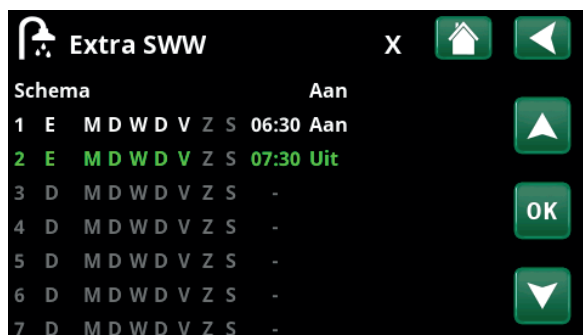 Extra SWW X
Schema Aan
1 E M D W D V Z S 06:30 Aan
2 E M D W D V Z S 07:30 Uit
3 D M D W D V Z S -
4 D M D W D V Z S -
OK
5 D M D W D V Z S -
6 D M D W D V Z S -
7 D M D W D V Z S -